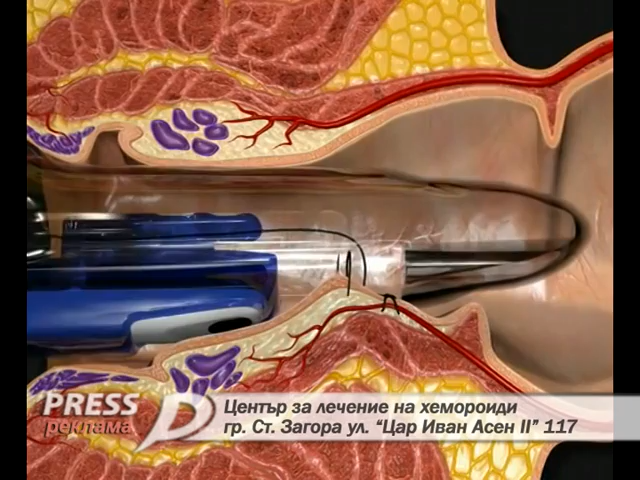 PRESS
реклама
Център за лечение на хемороиди
гр. Ст. Загора ул. “Цар Иван Асен II” 117